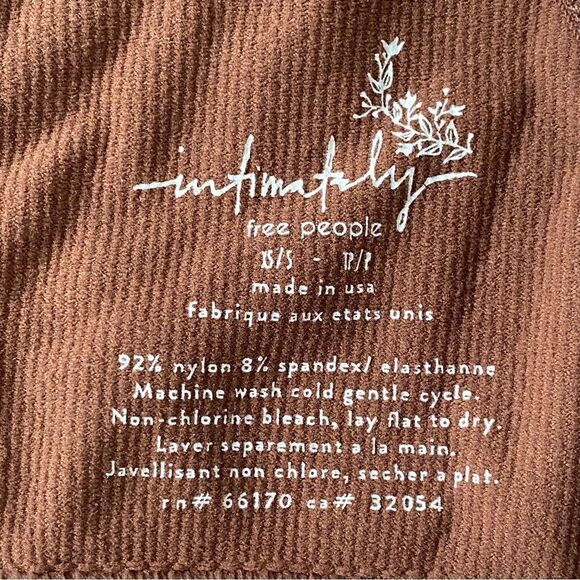 intimately
free people
XS/S - TP/P
made in usa
fabrique aux etats unis
92% nylon 8% spandex/ elasthanne
Machine wash cold gentle cycle.
Non-chlorine bleach, lay flat to dry.
Laver separement a la main.
Javellisant non chlore, secher a plat.
rn# 66170 ca# 32054